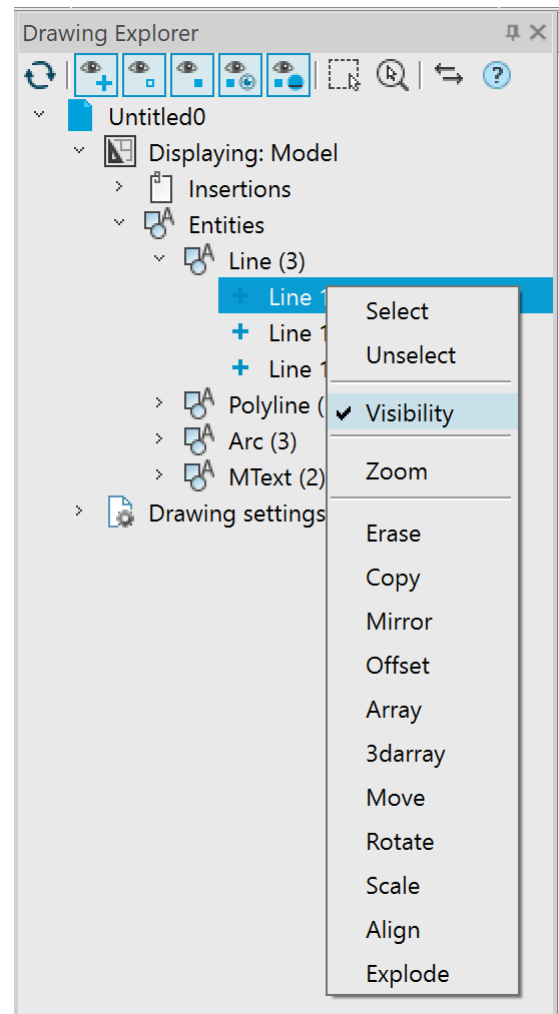 Drawing Explorer
Untitled0
Displaying: Model
Insertions
Entities
Line (3)
Line 1
Line 1
Line 1
Polyline (
Arc (3)
MText (2)
Drawing settings
Select
Unselect
Visibility
Zoom
Erase
Copy
Mirror
Offset
Array
3darray
Move
Rotate
Scale
Align
Explode